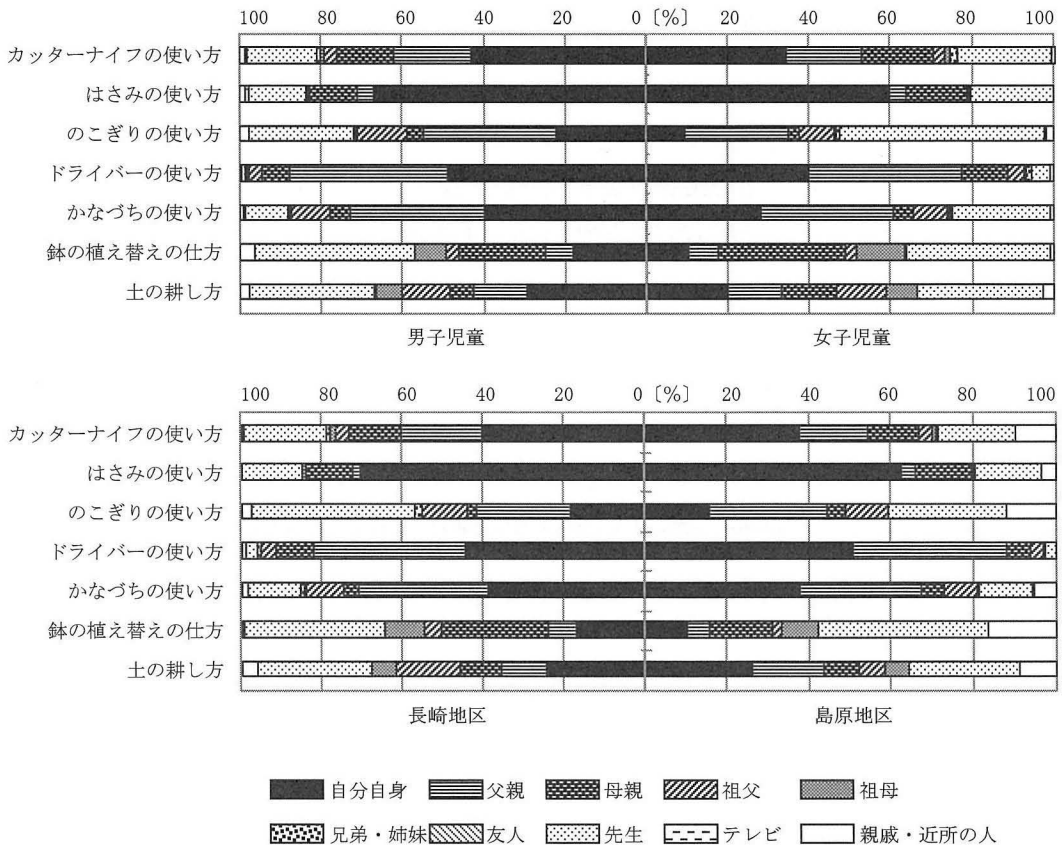 100 80 60 40 20 0 〔%〕 20 40 60 80 100
カッターナイフの使い方
はさみの使い方
のこぎりの使い方
ドライバーの使い方
かなづちの使い方
鉢の植え替えの仕方
土の耕し方
男子児童 女子児童
100 80 60 40 20 0 〔%〕 20 40 60 80 100
カッターナイフの使い方
はさみの使い方
のこぎりの使い方
ドライバーの使い方
かなづちの使い方
鉢の植え替えの仕方
土の耕し方
長崎地区 島原地区
自分自身 父親 母親 祖父 祖母
兄弟・姉妹 友人 先生 テレビ 親戚・近所の人